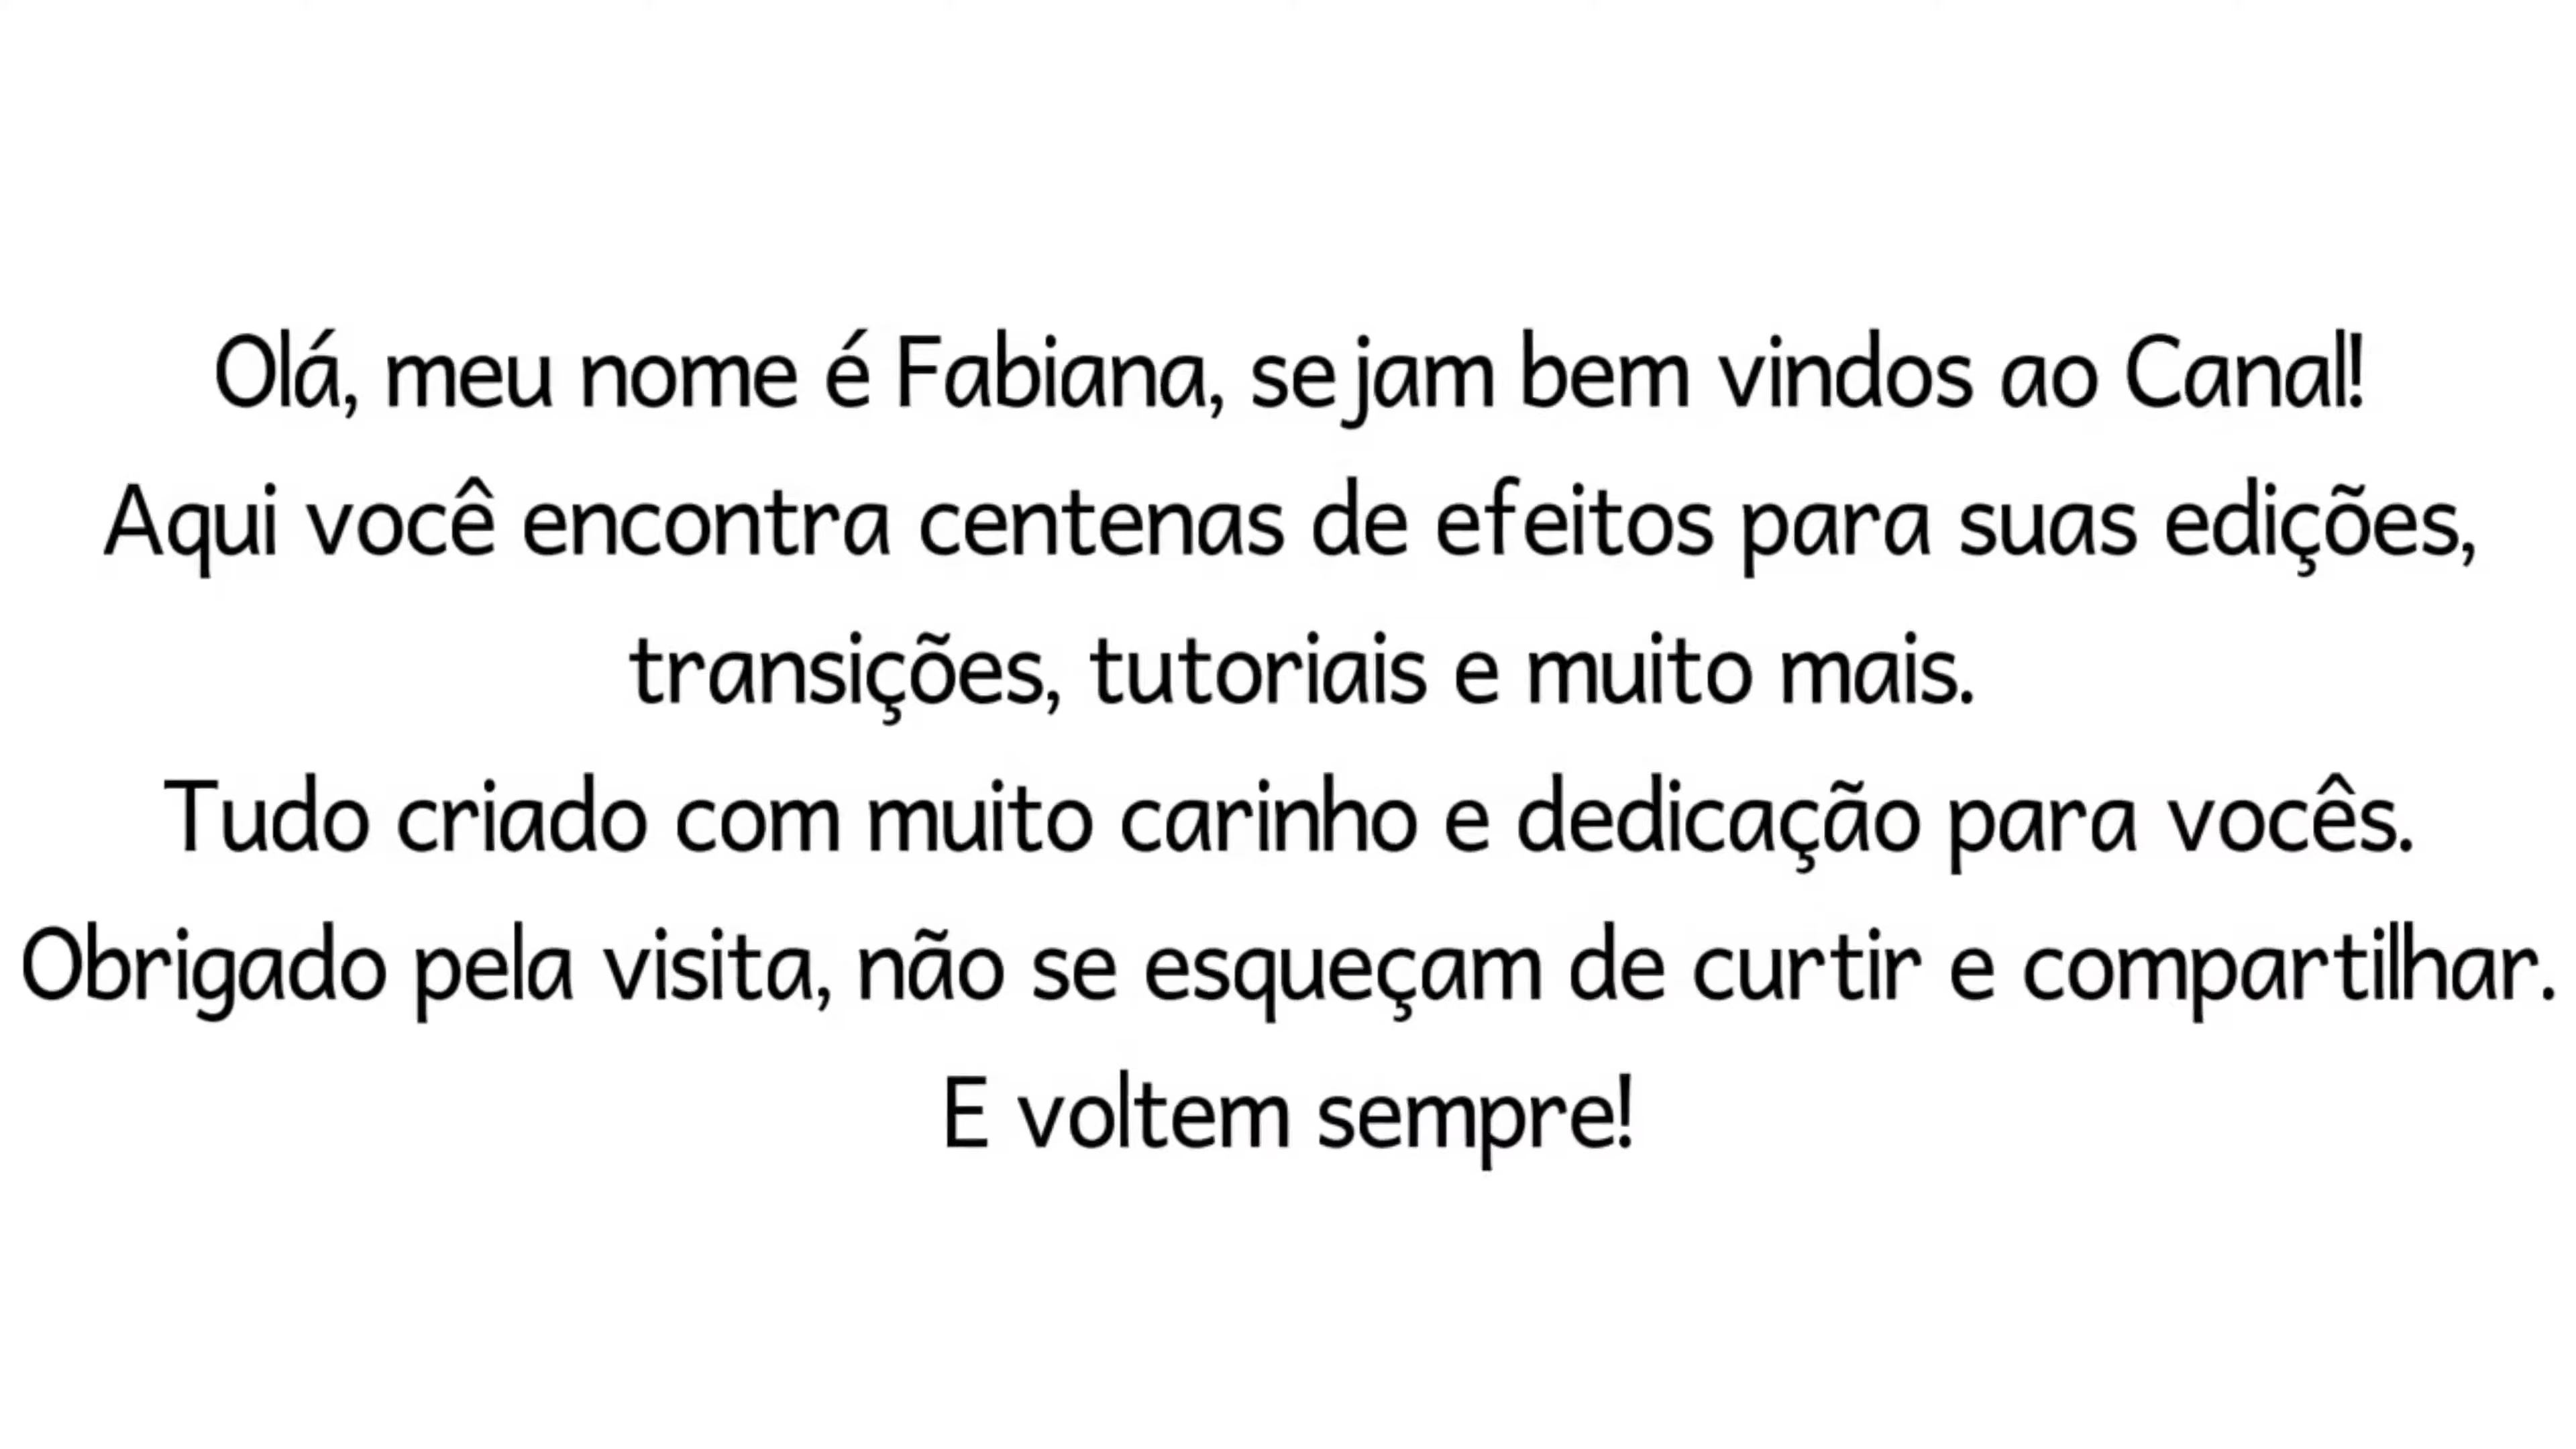 Olá, meu nome é Fabiana, sejam bem vindos ao Canal!
Aqui você encontra centenas de efeitos para suas edições,
transições, tutoriais e muito mais.
Tudo criado com muito carinho e dedicação para vocês.
Obrigado pela visita, não se esqueçam de curtir e compartilhar.
E voltem sempre!